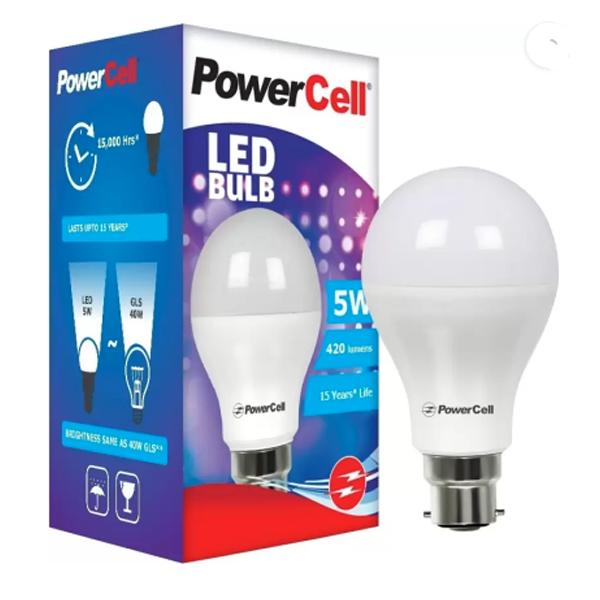 PowerCell
15,000 Hrs*
LASTS UPTO 15 YEARS*
LED
5W
~
GLS
40W
BRIGHTNESS SAME AS 40W GLS**
PowerCell®
LED
BULB
5W
420 lumens
15 Years* Life
PowerCell